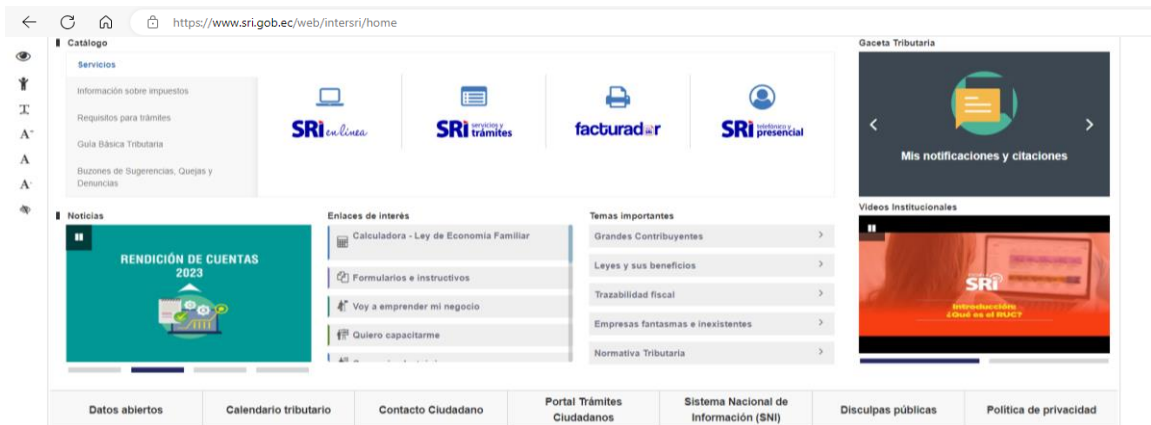 https://www.sri.gob.ec/web/intersri/home
Catálogo
Servicios
Información sobre impuestos
Requisitos para trámites
Guía Básica Tributaria
Buzones de Sugerencias, Quejas y
Denuncias
SRi en línea
SRi servicios y trámites
facturador
SRi telefónico y presencial
Gaceta Tributaria
Mis notificaciones y citaciones
Noticias
RENDICIÓN DE CUENTAS
2023
Enlaces de interés
Calculadora - Ley de Economía Familiar
Formularios e instructivos
Voy a emprender mi negocio
Quiero capacitarme
Temas importantes
Grandes Contribuyentes
Leyes y sus beneficios
Trazabilidad fiscal
Empresas fantasmas e inexistentes
Normativa Tributaria
Videos Institucionales
SRi
Introducción:
¿Qué es el RUC?
Datos abiertos
Calendario tributario
Contacto Ciudadano
Portal Trámites
Ciudadanos
Sistema Nacional de
Información (SNI)
Disculpas públicas
Política de privacidad